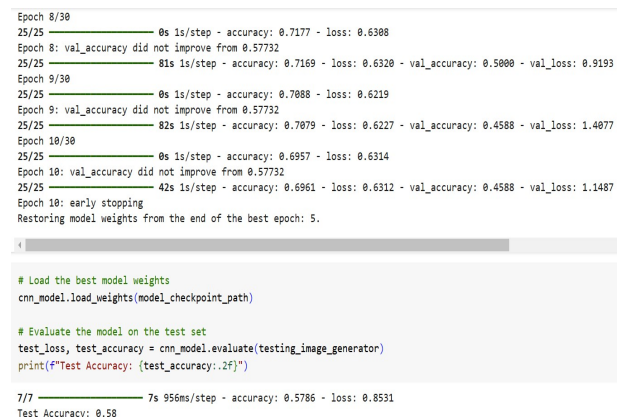 Epoch 8/30
25/25 0s 1s/step - accuracy: 0.7177 - loss: 0.6308
Epoch 8: val_accuracy did not improve from 0.57732
25/25 81s 1s/step - accuracy: 0.7169 - loss: 0.6320 - val_accuracy: 0.5000 - val_loss: 0.9193
Epoch 9/30
25/25 0s 1s/step - accuracy: 0.7088 - loss: 0.6219
Epoch 9: val_accuracy did not improve from 0.57732
25/25 82s 1s/step - accuracy: 0.7079 - loss: 0.6227 - val_accuracy: 0.4588 - val_loss: 1.4077
Epoch 10/30
25/25 0s 1s/step - accuracy: 0.6957 - loss: 0.6314
Epoch 10: val_accuracy did not improve from 0.57732
25/25 42s 1s/step - accuracy: 0.6961 - loss: 0.6312 - val_accuracy: 0.4588 - val_loss: 1.1487
Epoch 10: early stopping
Restoring model weights from the end of the best epoch: 5.
# Load the best model weights
cnn_model.load_weights(model_checkpoint_path)
# Evaluate the model on the test set
test_loss, test_accuracy = cnn_model.evaluate(testing_image_generator)
print(f"Test Accuracy: {test_accuracy:.2f}")
7/7 7s 956ms/step - accuracy: 0.5786 - loss: 0.8531
Test Accuracy: 0.58